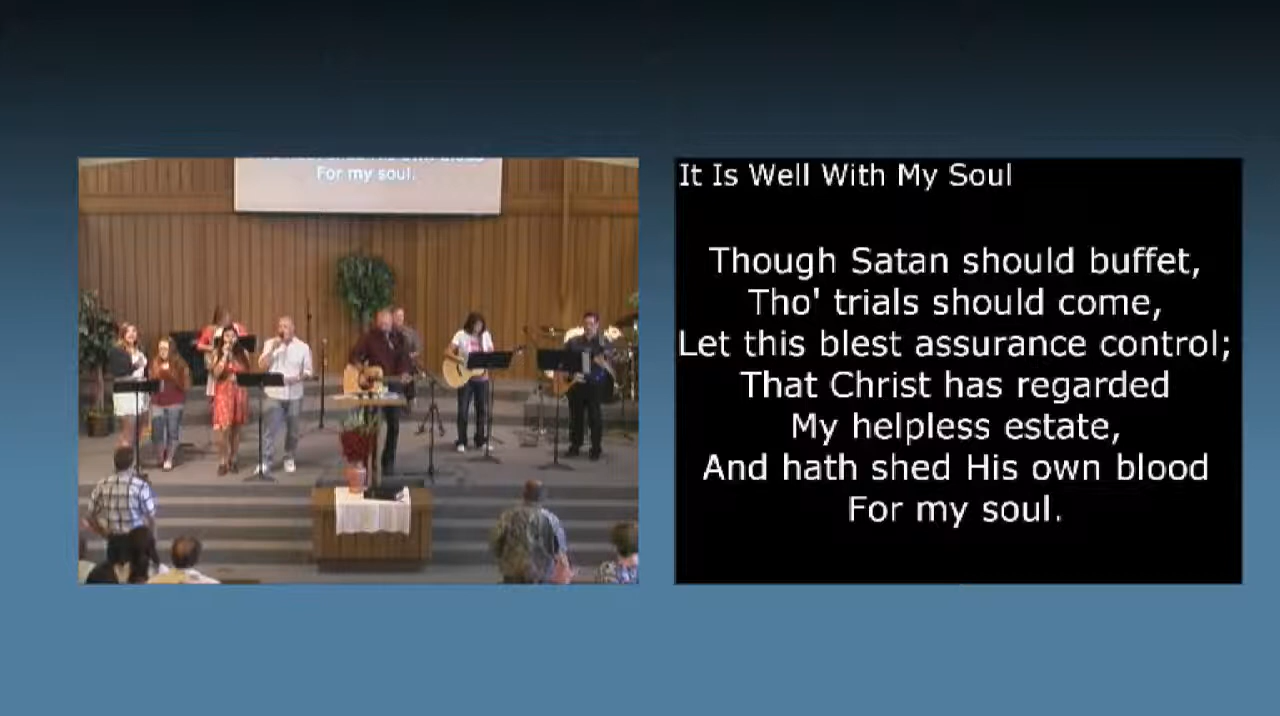 own blood
For my soul.
It Is Well With My Soul
Though Satan should buffet,
Tho' trials should come,
Let this blest assurance control;
That Christ has regarded
My helpless estate,
And hath shed His own blood
For my soul.